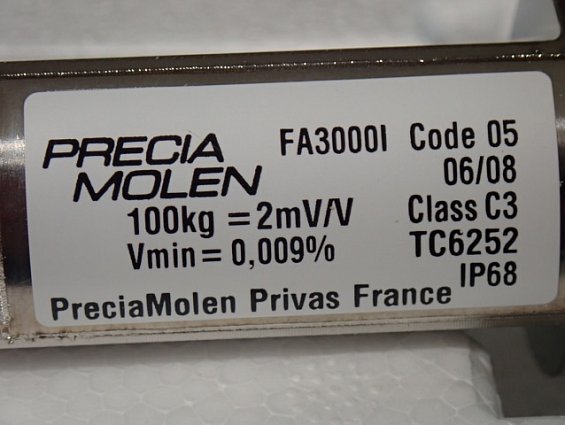 PRECIA MOLEN
FA3000I Code 05
06/08
100kg = 2mV/V Class C3
Vmin = 0,009% TC6252
IP68
PreciaMolen Privas France